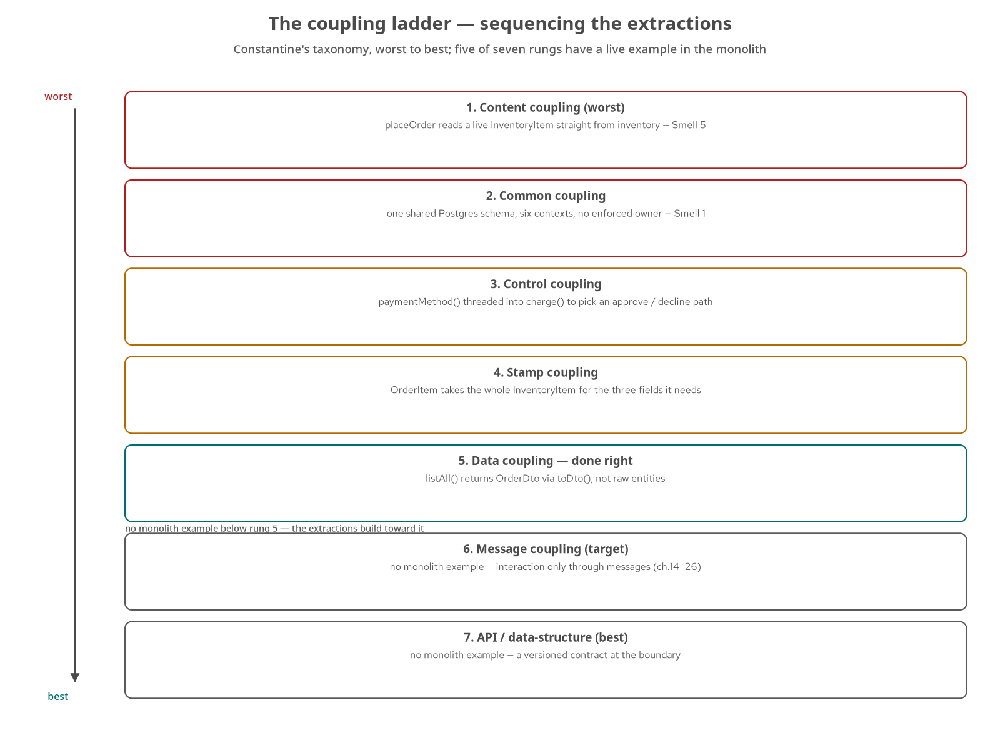 The coupling ladder — sequencing the extractions
Constantine's taxonomy, worst to best; five of seven rungs have a live example in the monolith
worst
1. Content coupling (worst)
placeOrder reads a live InventoryItem straight from inventory — Smell 5
2. Common coupling
one shared Postgres schema, six contexts, no enforced owner — Smell 1
3. Control coupling
paymentMethod() threaded into charge() to pick an approve / decline path
4. Stamp coupling
OrderItem takes the whole InventoryItem for the three fields it needs
5. Data coupling — done right
listAll() returns OrderDto via toDto(), not raw entities
no monolith example below rung 5 — the extractions build toward it
6. Message coupling (target)
no monolith example — interaction only through messages (ch.14–26)
7. API / data-structure (best)
no monolith example — a versioned contract at the boundary
best